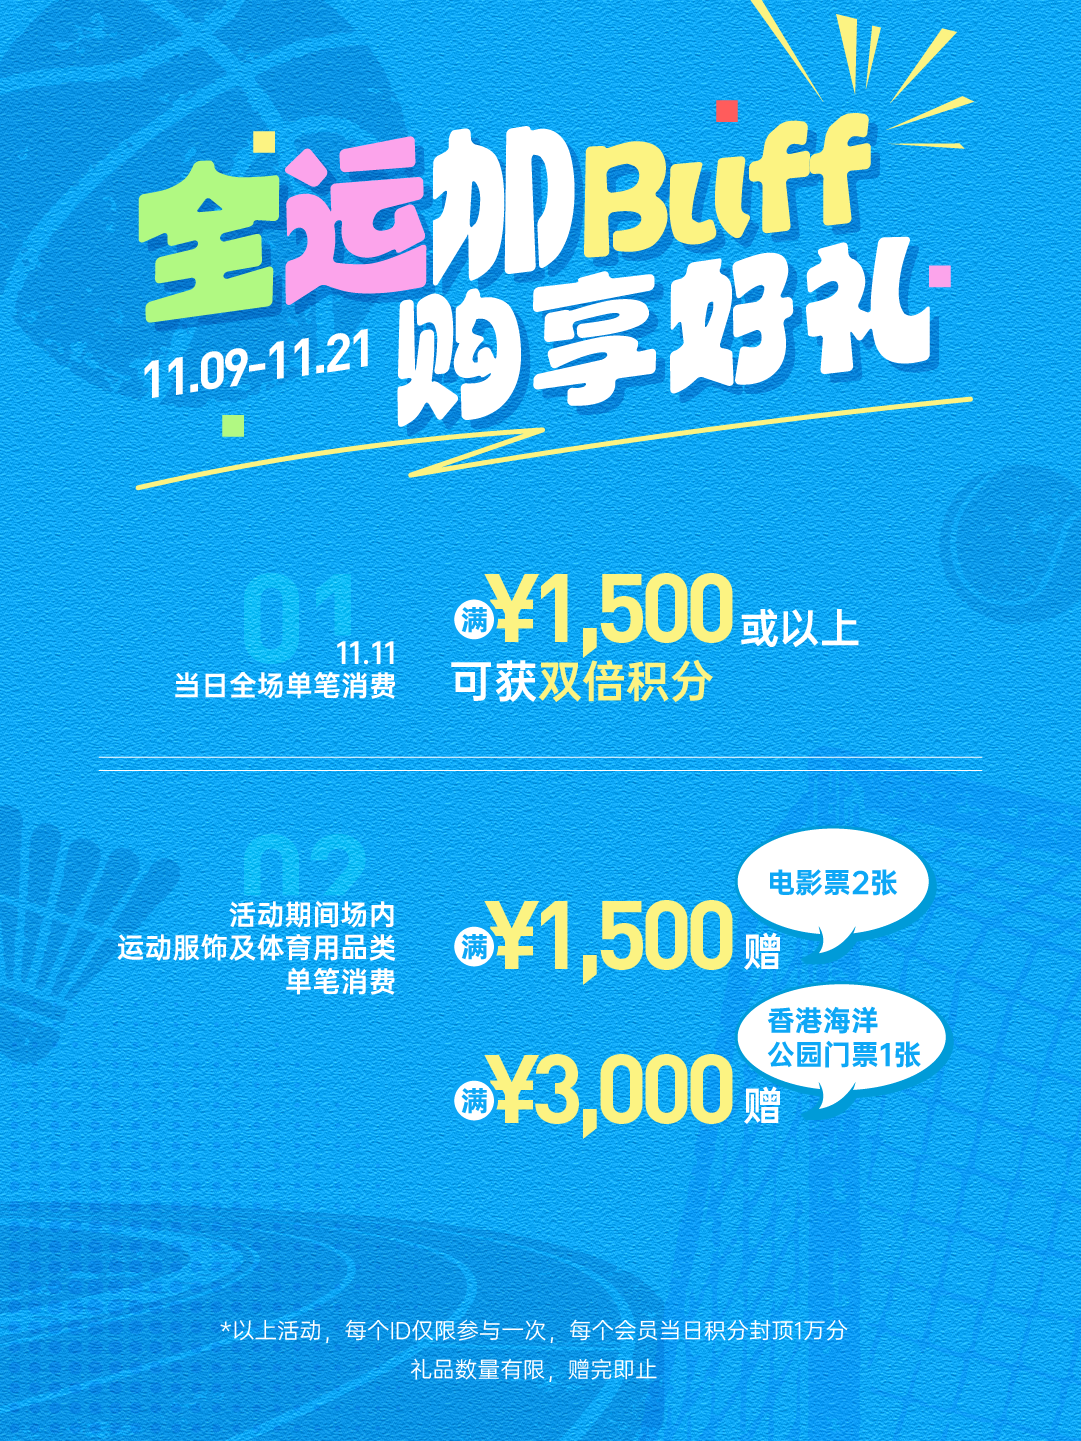 全运加Buff
购享好礼
11.09-11.21
01
11.11
当日全场单笔消费
满¥1,500或以上
可获双倍积分
02
活动期间场内
运动服饰及体育用品类
单笔消费
满¥1,500赠
电影票2张
满¥3,000赠
香港海洋
公园门票1张
*以上活动，每个ID仅限参与一次，每个会员当日积分封顶1万分
礼品数量有限，赠完即止